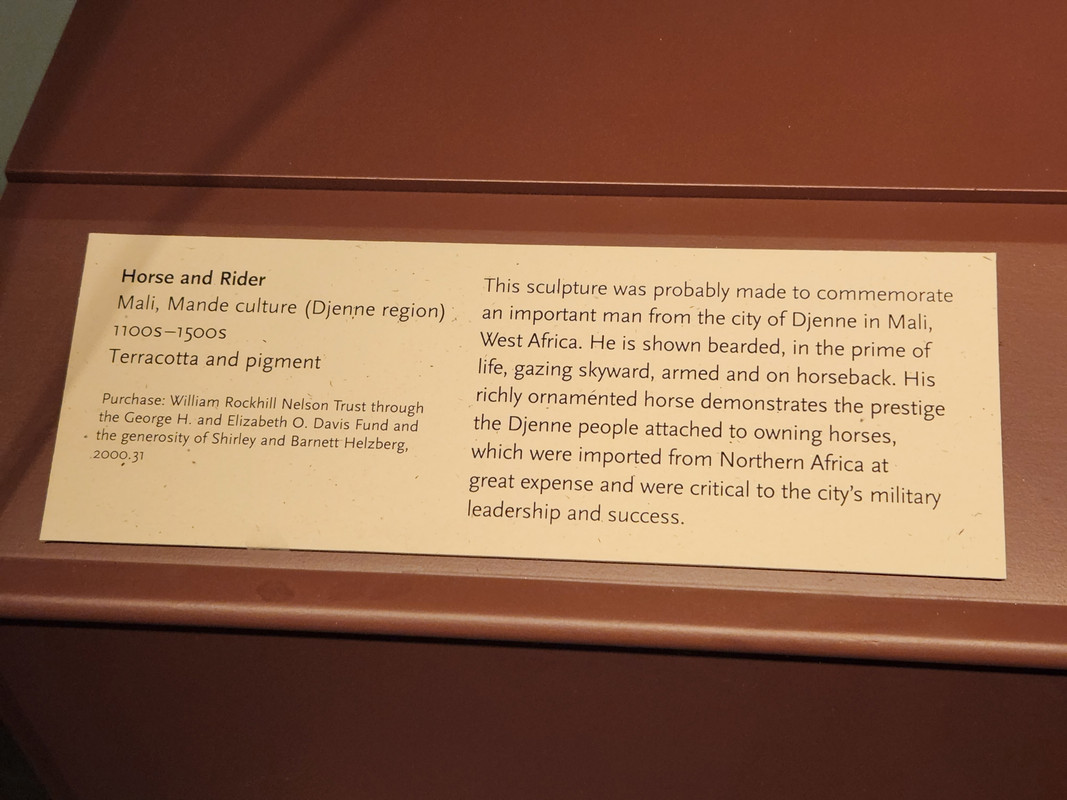 Horse and Rider
Mali, Mande culture (Djenne region)
1100s–1500s
Terracotta and pigment
Purchase: William Rockhill Nelson Trust through
the George H. and Elizabeth O. Davis Fund and
the generosity of Shirley and Barnett Helzberg,
2000.31
This sculpture was probably made to commemorate
an important man from the city of Djenne in Mali,
West Africa. He is shown bearded, in the prime of
life, gazing skyward, armed and on horseback. His
richly ornamented horse demonstrates the prestige
the Djenne people attached to owning horses,
which were imported from Northern Africa at
great expense and were critical to the city's military
leadership and success.